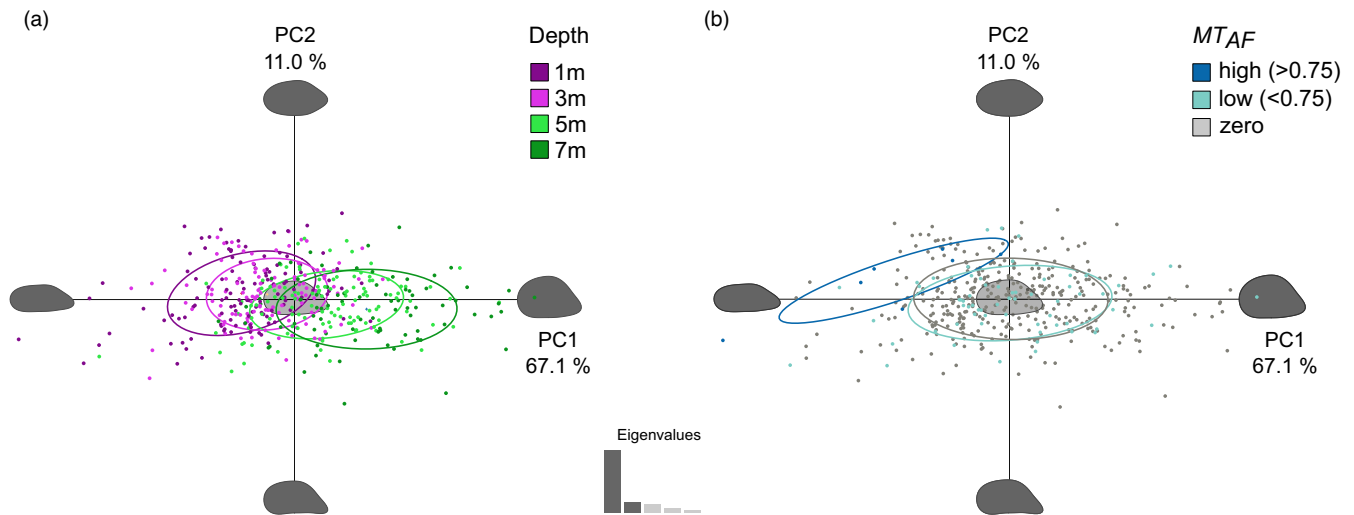 (a)
PC2
11.0 %
Depth
1m
3m
5m
7m
PC1
67.1 %
Eigenvalues
(b)
PC2
11.0 %
MTAF
high (>0.75)
low (<0.75)
zero
PC1
67.1 %